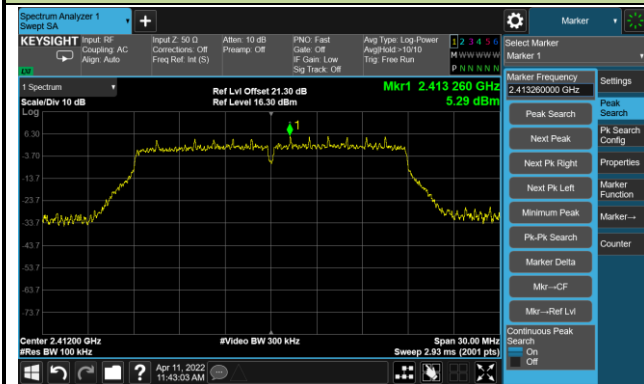 Spectrum Analyzer 1
Swept SA
+
Marker
KEYSIGHT
Input: RF
Coupling: AC
Align: Auto
Input Z: 50 Ω
Corrections: Off
Freq Ref: Int (S)
Atten: 10 dB
Preamp: Off
PNO: Fast
Gate: Off
IF Gain: Low
Sig Track: Off
Avg Type: Log-Power
Avg|Hold:>10/10
Trig: Free Run
1 2 3 4 5 6
M W W W W W
P N N N N N
Select Marker
Marker 1
1 Spectrum
Scale/Div 10 dB
Log
Ref Lvl Offset 21.30 dB
Ref Level 16.30 dBm
Mkr1 2.413 260 GHz
5.29 dBm
1
6.30
-3.70
-13.7
-23.7
-33.7
-43.7
-53.7
-63.7
-73.7
Center 2.41200 GHz
#Res BW 100 kHz
#Video BW 300 kHz
Span 30.00 MHz
Sweep 2.93 ms (2001 pts)
Marker Frequency
2.413260000 GHz
Peak Search
Next Peak
Next Pk Right
Next Pk Left
Minimum Peak
Pk-Pk Search
Marker Delta
Mkr→CF
Mkr→Ref Lvl
Continuous Peak
Search
On
Off
Settings
Peak
Search
Pk Search
Config
Properties
Marker
Function
Marker→
Counter
?
Apr 11, 2022
11:43:03 AM